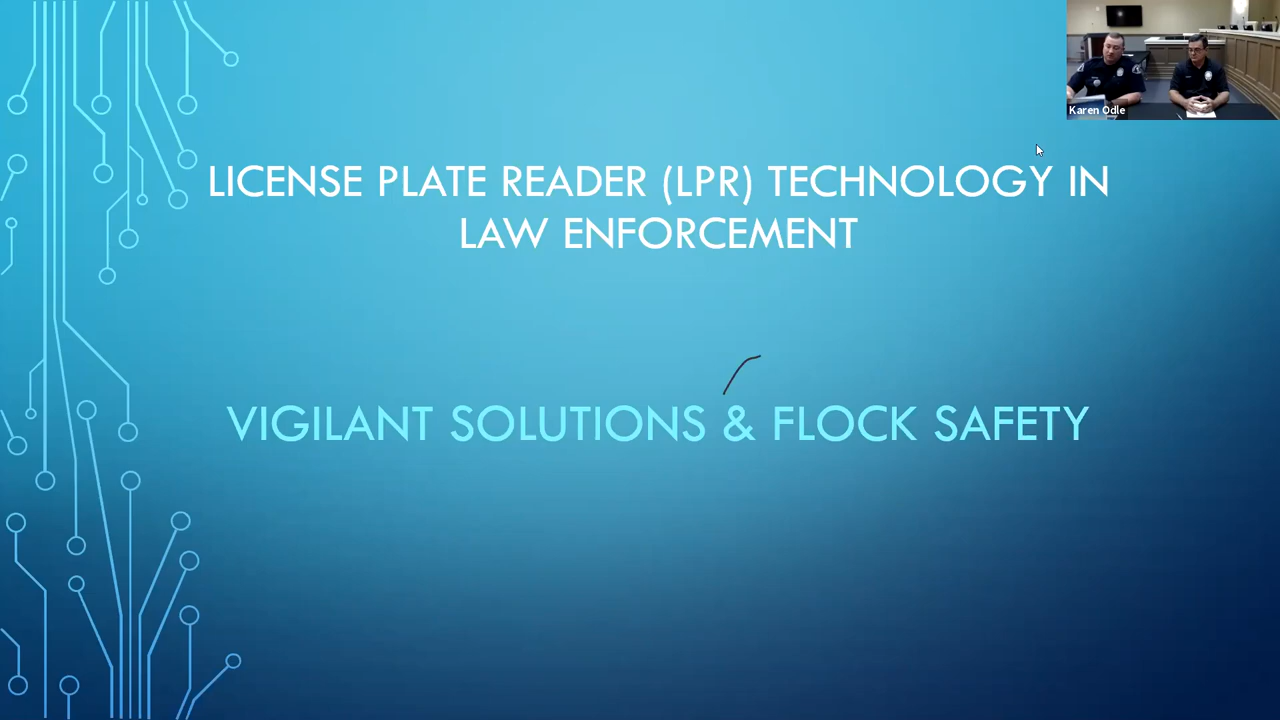 Karen Odle
LICENSE PLATE READER (LPR) TECHNOLOGY IN
LAW ENFORCEMENT
VIGILANT SOLUTIONS & FLOCK SAFETY